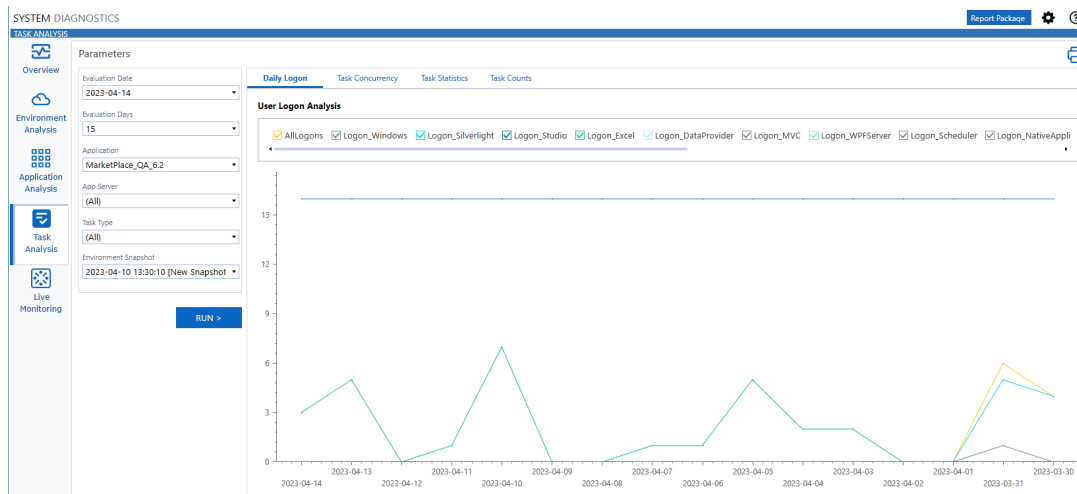 SYSTEM DIAGNOSTICS
Report Package
TASK ANALYSIS
Overview
Environment
Analysis
Application
Analysis
Task
Analysis
Live
Monitoring
Parameters
Evaluation Date
2023-04-14
Evaluation Days
15
Application
MarketPlace_QA_6.2
App Server
(All)
Task Type
(All)
Environment Snapshot
2023-04-10 13:30:10 [New Snapshot
RUN >
Daily Logon Task Concurrency Task Statistics Task Counts
User Logon Analysis
AllLogons Logon_Windows Logon_Silverlight Logon_Studio Logon_Excel Logon_DataProvider Logon_MVC Logon_WPFServer Logon_Scheduler Logon_NativeAppli
15
12
9
6
3
0
2023-04-13 2023-04-11 2023-04-09 2023-04-07 2023-04-05 2023-04-03 2023-04-01 2023-03-30
2023-04-14 2023-04-12 2023-04-10 2023-04-08 2023-04-06 2023-04-04 2023-04-02 2023-03-31